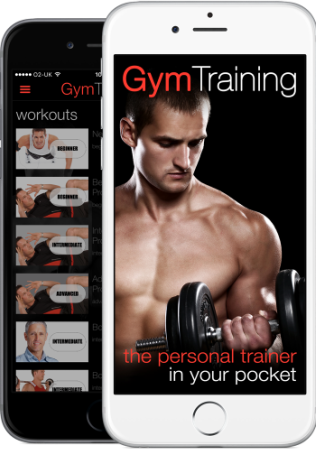 O2-UK
GymTraining
workouts
BEGINNER
BEGINNER
INTERMEDIATE
ADVANCED
INTERMEDIATE
GymTraining
the personal trainer
in your pocket